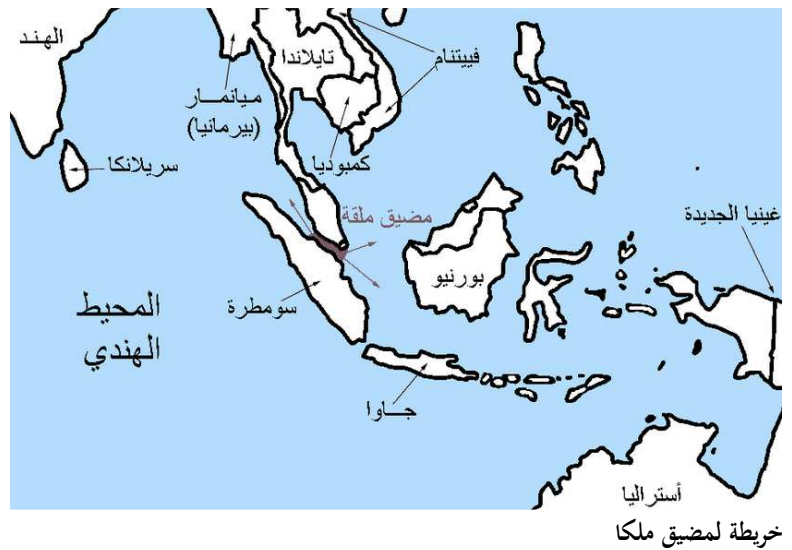 الهند
تايلاندا
فييتنام
ميانمار
(بيرمانيا)
كمبوديا
سريلانكا
مضيق ملقة
غينيا الجديدة
بورنيو
سومطرة
المحيط
الهندي
جاوا
أستراليا
خريطة لمضيق ملكا